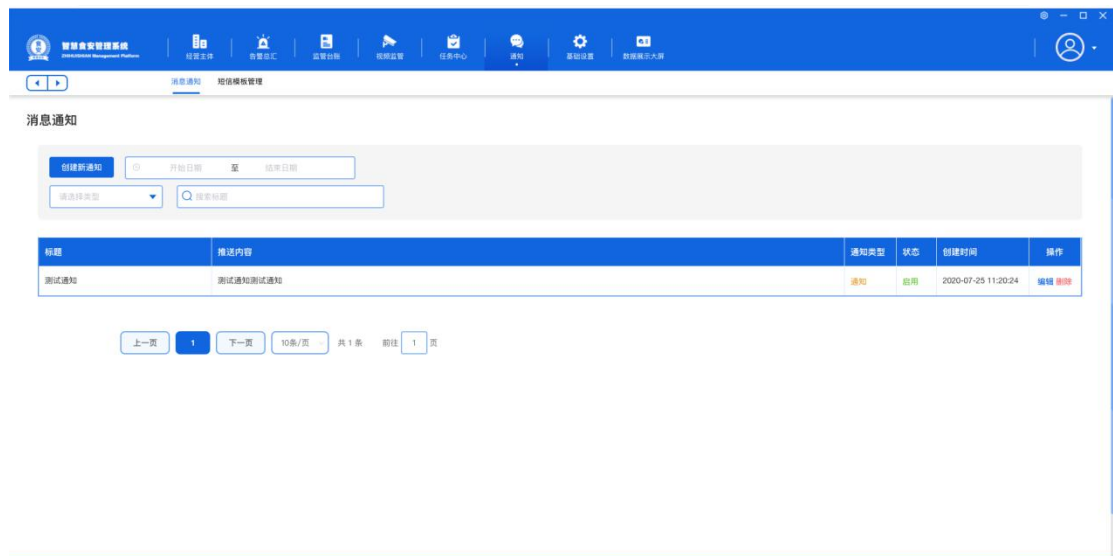 智慧食安管理系统
ZHIHUISHIAN Management Platform
经营主体
告警总汇
监管台账
视频监管
任务中心
通知
基础设置
数据展示大屏
消息通知 短信模板管理
消息通知
创建新通知 开始日期 至 结束日期
请选择类型 搜索标题
标题 推送内容 通知类型 状态 创建时间 操作
测试通知 测试通知测试通知 通知 启用 2020-07-25 11:20:24 编辑 删除
上一页 1 下一页 10条/页 共 1 条 前往 1 页